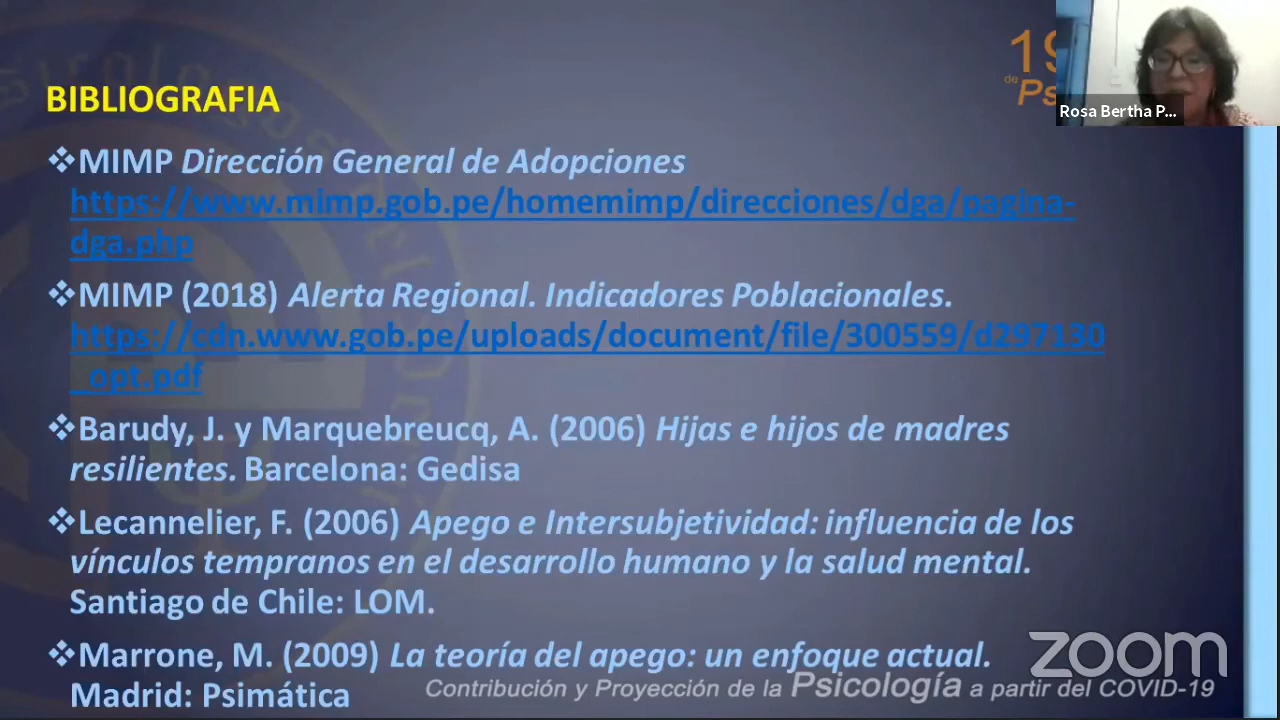 BIBLIOGRAFIA
19
de
Ps
Rosa Bertha P...
❖MIMP Dirección General de Adopciones
https://www.mimp.gob.pe/homemimp/direcciones/dga/pagina-
dga.php
❖MIMP (2018) Alerta Regional. Indicadores Poblacionales.
https://cdn.www.gob.pe/uploads/document/file/300559/d297130
_opt.pdf
❖Barudy, J. y Marquebreucq, A. (2006) Hijas e hijos de madres
resilientes. Barcelona: Gedisa
❖Lecannelier, F. (2006) Apego e Intersubjetividad: influencia de los
vínculos tempranos en el desarrollo humano y la salud mental.
Santiago de Chile: LOM.
❖Marrone, M. (2009) La teoría del apego: un enfoque actual.
Madrid: Psimática
zoom
Contribución y Proyección de la Psicología a partir del COVID-19